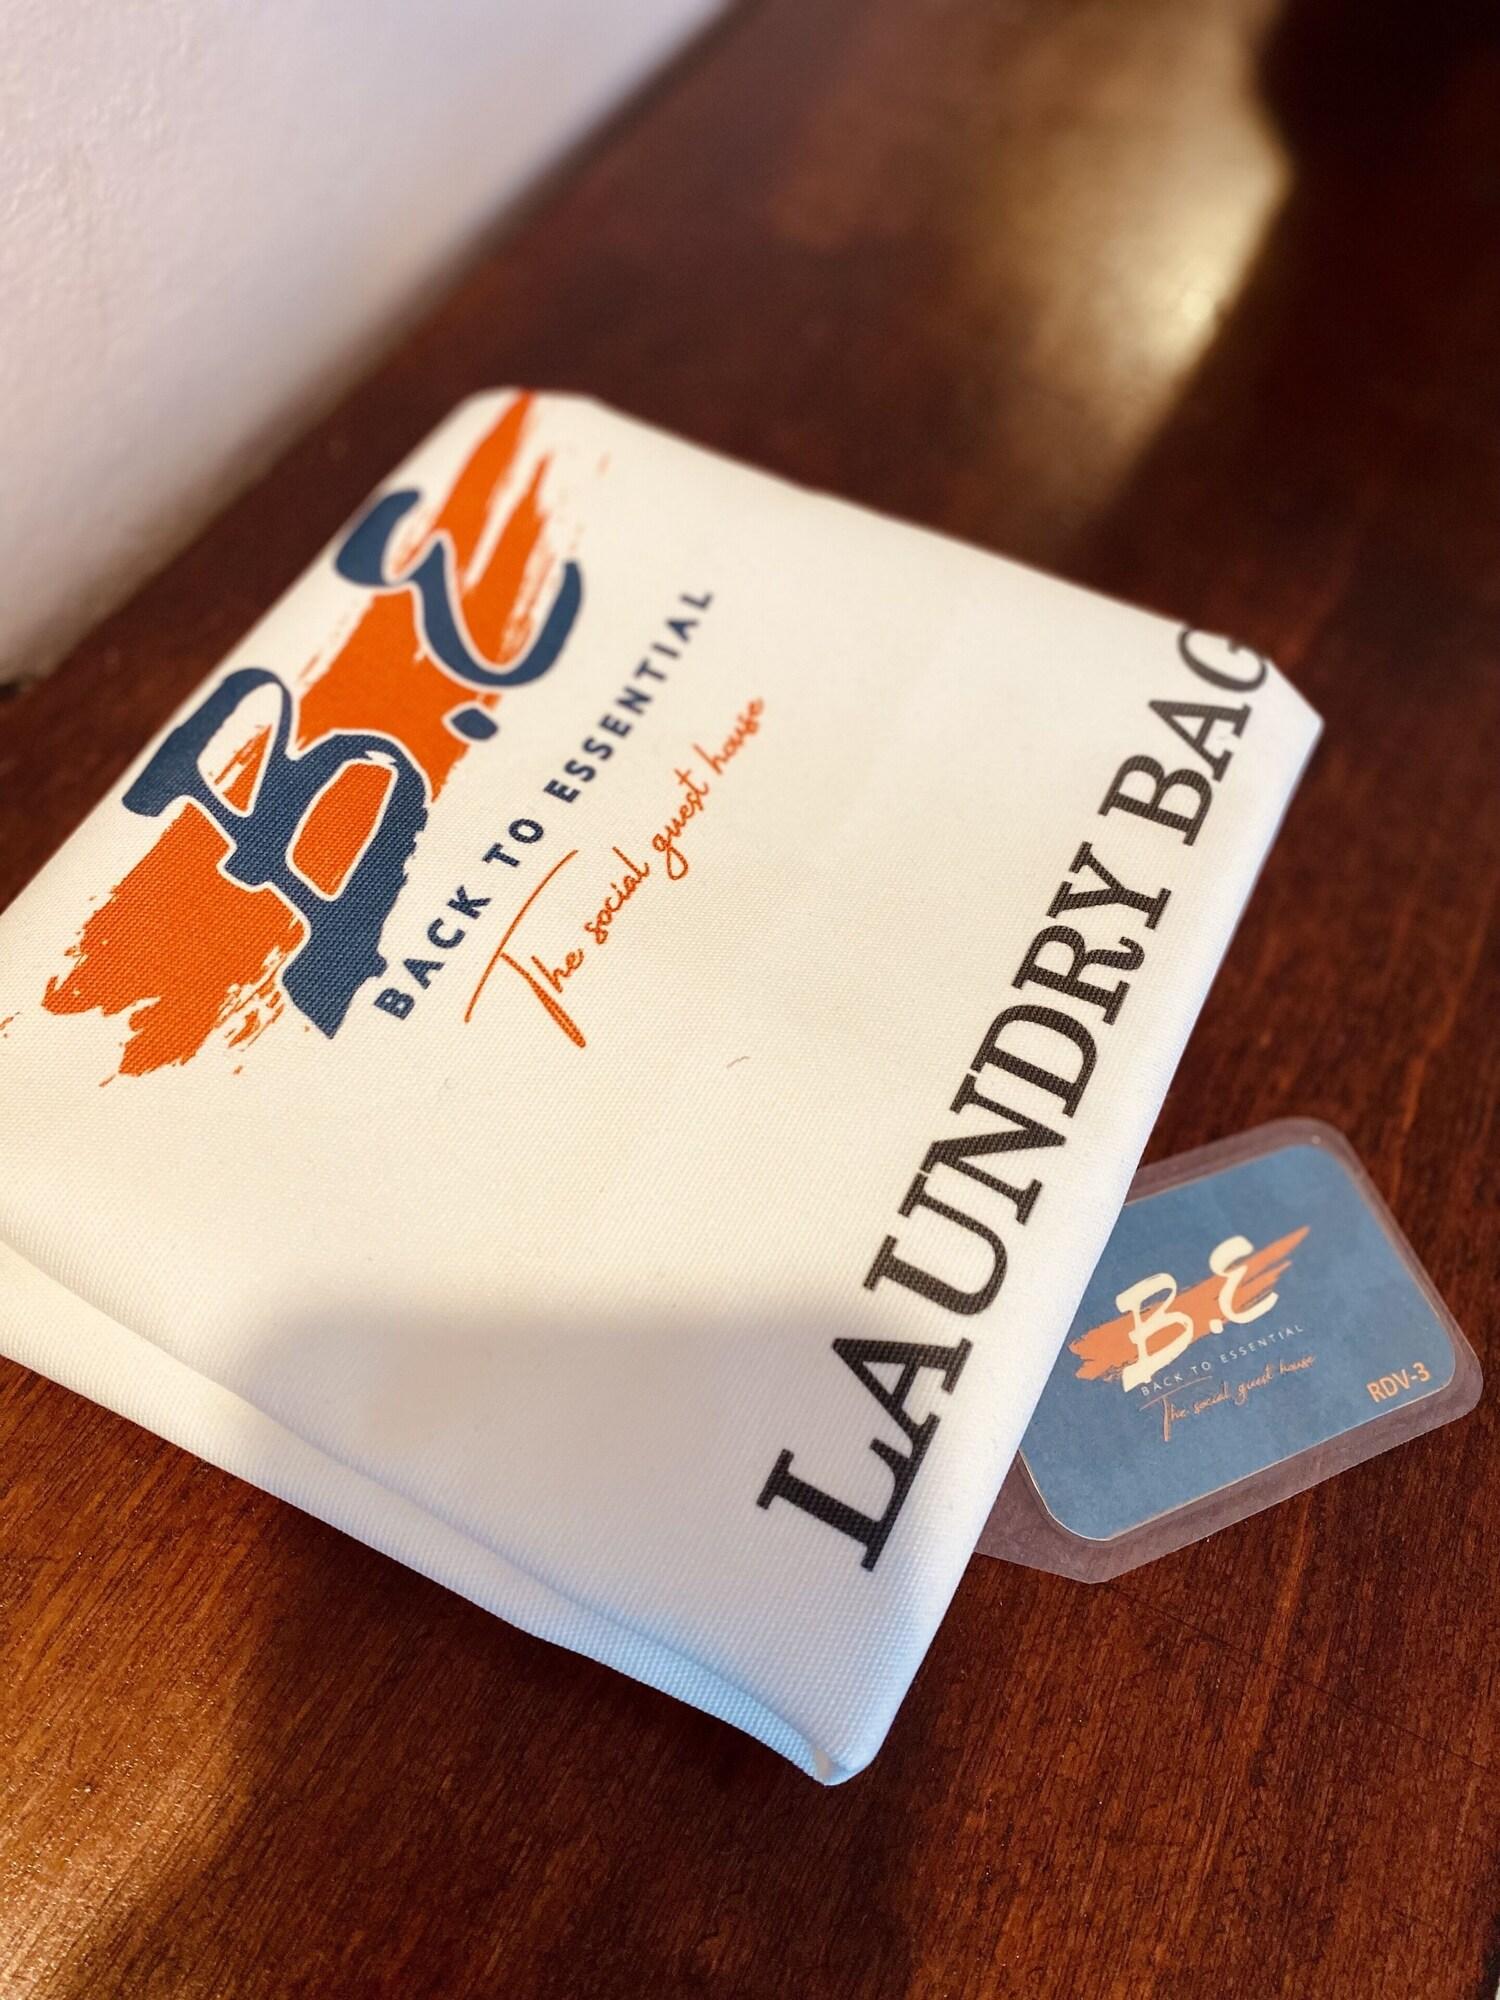 B.E
BACK TO ESSENTIAL
The social guest house
LAUNDRY BAG
B.E
BACK TO ESSENTIAL
The social guest house
RDV-3